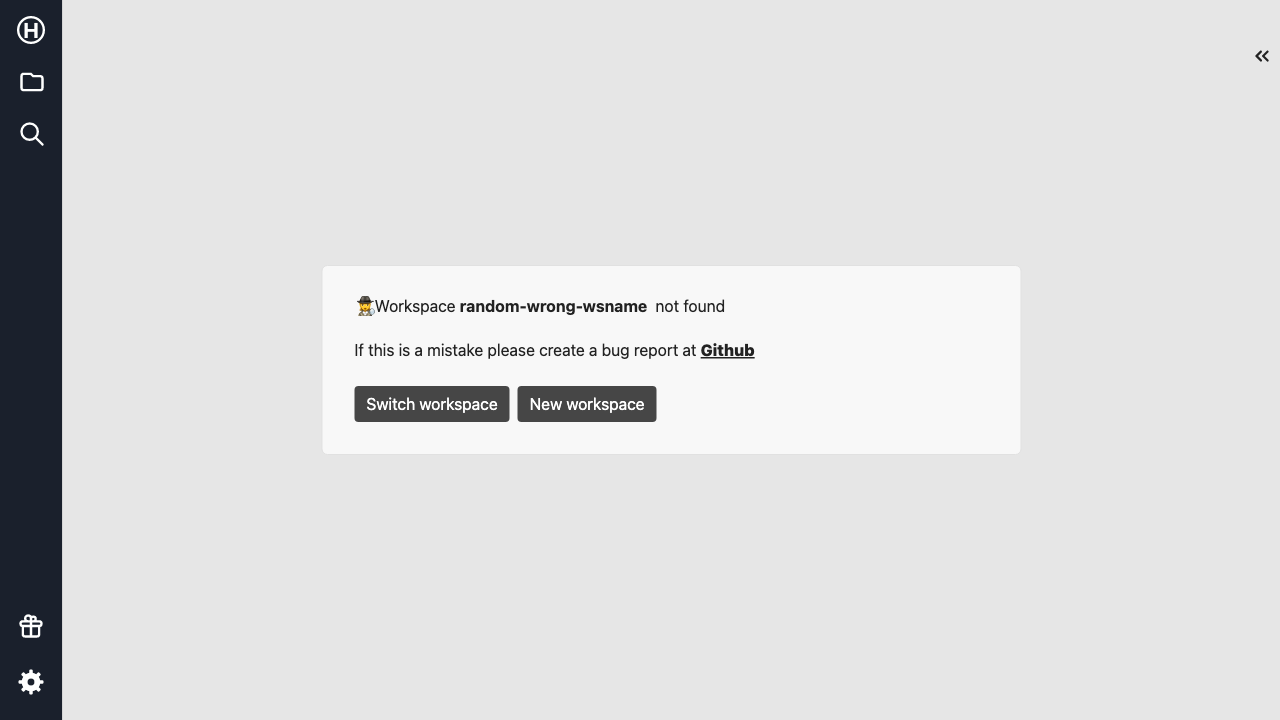 H
Workspace random-wrong-wsname not found
If this is a mistake please create a bug report at Github
Switch workspace
New workspace